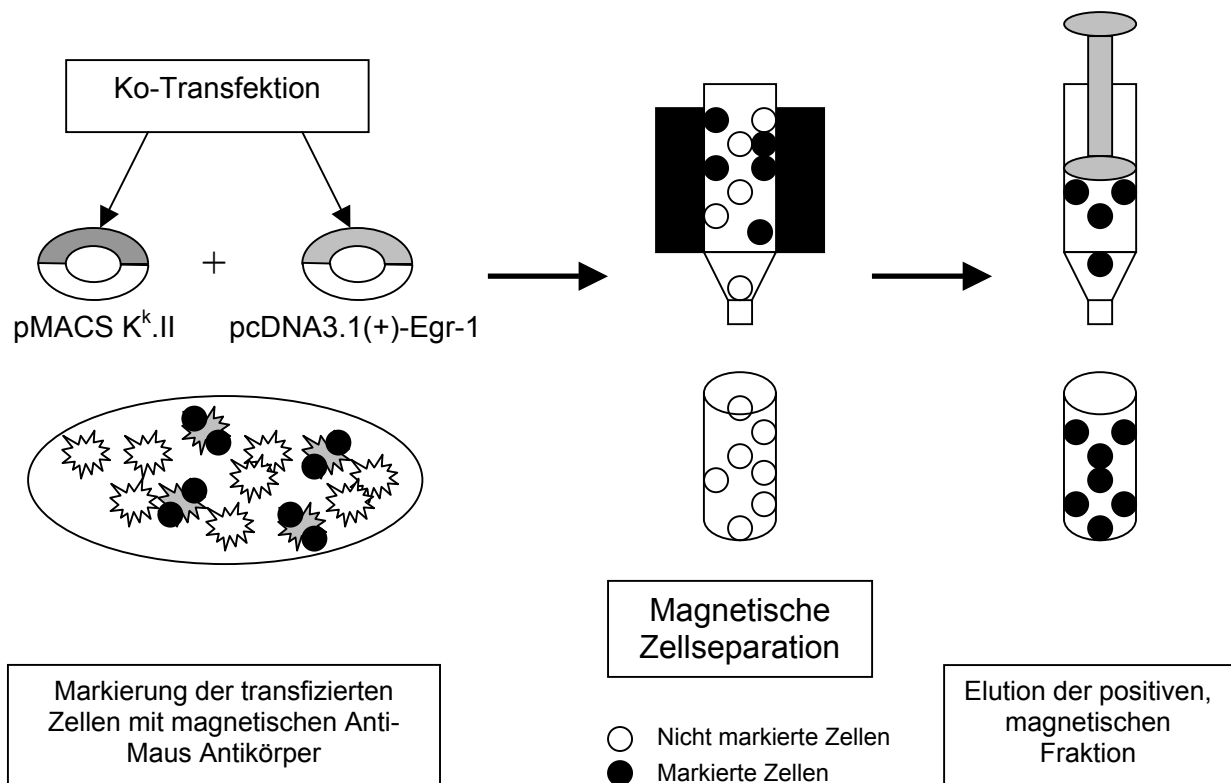 Ko-Transfektion
+
pMACS Kᵏ.II
pcDNA3.1(+)-Egr-1
Magnetische
Zellseparation
Markierung der transfizierten
Zellen mit magnetischen Anti-
Maus Antikörper
Nicht markierte Zellen
Markierte Zellen
Elution der positiven,
magnetischen
Fraktion